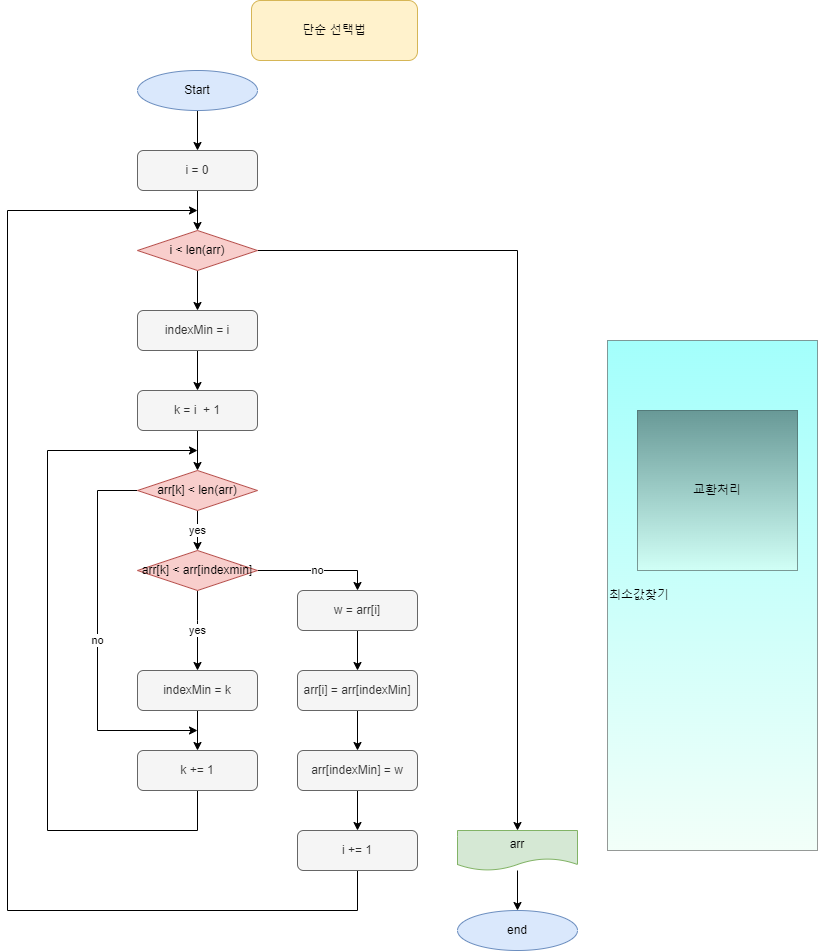 단순 선택법
Start
i = 0
i < len(arr)
indexMin = i
k = i + 1
arr[k] < len(arr)
yes
arr[k] < arr[indexmin]
no
w = arr[i]
yes
no
indexMin = k
arr[i] = arr[indexMin]
k += 1
arr[indexMin] = w
i += 1
arr
end
교환처리
최소값찾기